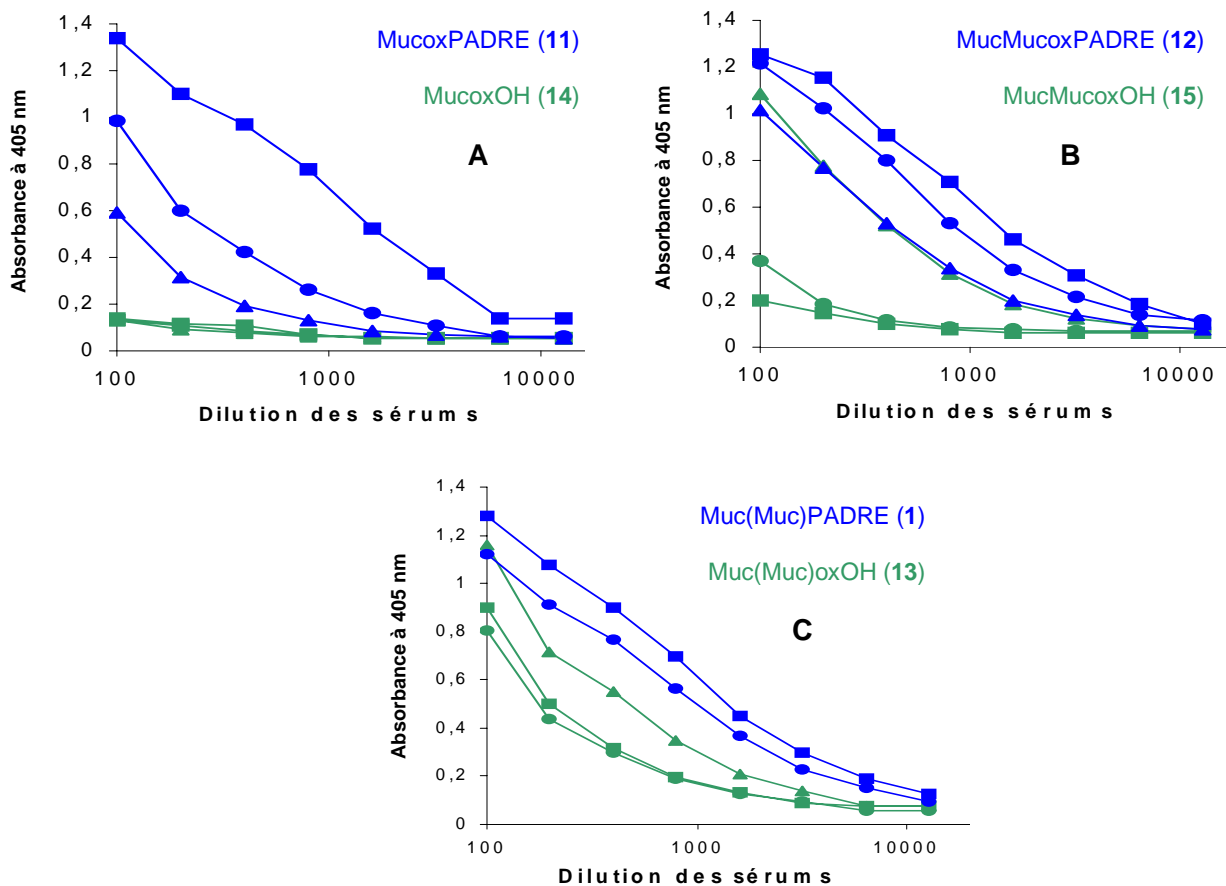 1,4
1,2
1
0,8
0,6
0,4
0,2
0
Absorbance à 405 nm
MucoxPADRE (11)
MucoxOH (14)
A
100
1000
10000
Dilution des sérums
1,4
1,2
1
0,8
0,6
0,4
0,2
0
Absorbance à 405 nm
MucMucoxPADRE (12)
MucMucoxOH (15)
B
100
1000
10000
Dilution des sérums
1,4
1,2
1
0,8
0,6
0,4
0,2
0
Absorbance à 405 nm
Muc(Muc)PADRE (1)
Muc(Muc)oxOH (13)
C
100
1000
10000
Dilution des sérums